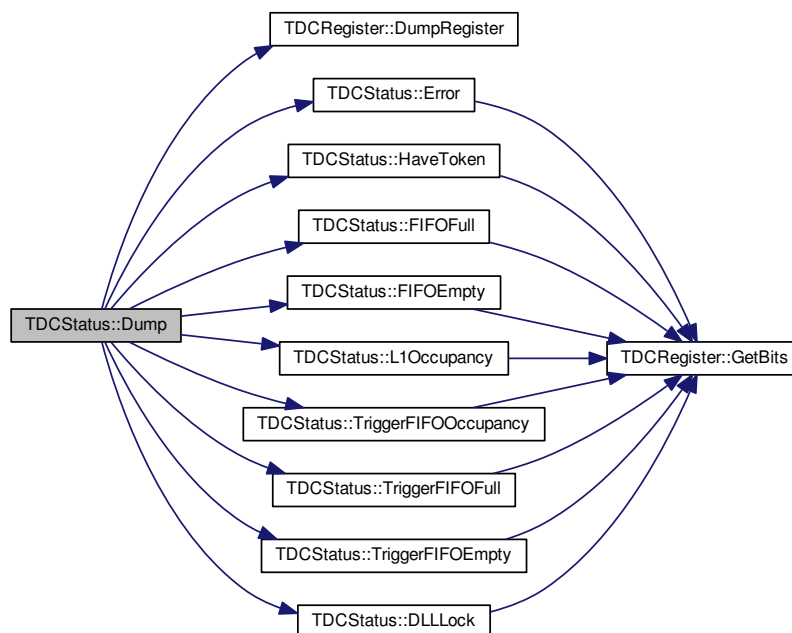 TDCRegister::DumpRegister
TDCStatus::Error
TDCStatus::HaveToken
TDCStatus::FIFOFull
TDCStatus::FIFOEmpty
TDCStatus::Dump
TDCStatus::L1Occupancy
TDCRegister::GetBits
TDCStatus::TriggerFIFOOccupancy
TDCStatus::TriggerFIFOFull
TDCStatus::TriggerFIFOEmpty
TDCStatus::DLLLock